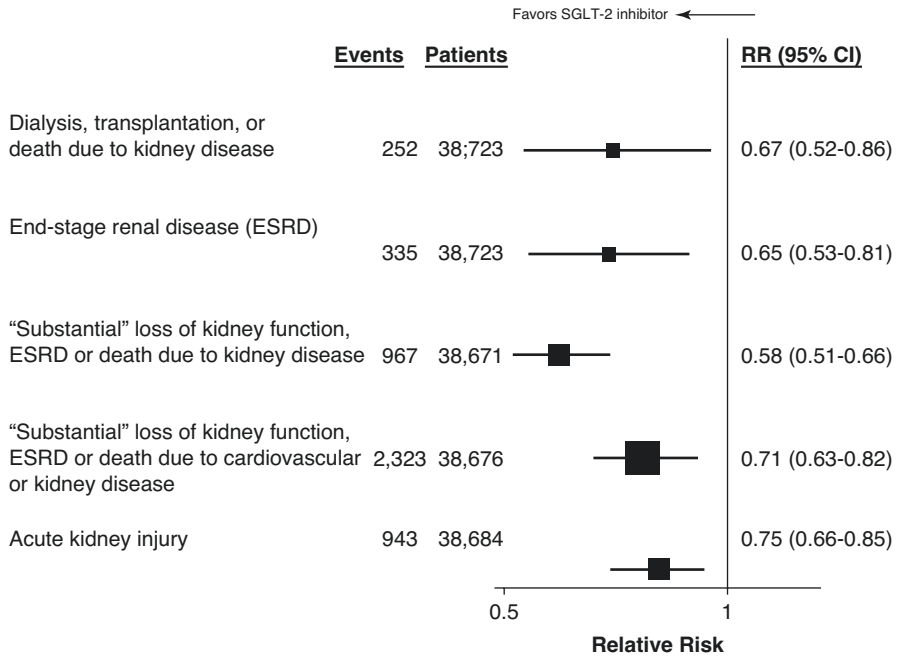 Favors SGLT-2 inhibitor
Events Patients RR (95% CI)
Dialysis, transplantation, or
death due to kidney disease 252 38;723 0.67 (0.52-0.86)
End-stage renal disease (ESRD)
335 38,723 0.65 (0.53-0.81)
“Substantial” loss of kidney function,
ESRD or death due to kidney disease 967 38,671 0.58 (0.51-0.66)
“Substantial” loss of kidney function,
ESRD or death due to cardiovascular 2,323 38,676 0.71 (0.63-0.82)
or kidney disease
Acute kidney injury 943 38,684 0.75 (0.66-0.85)
0.5 1
Relative Risk